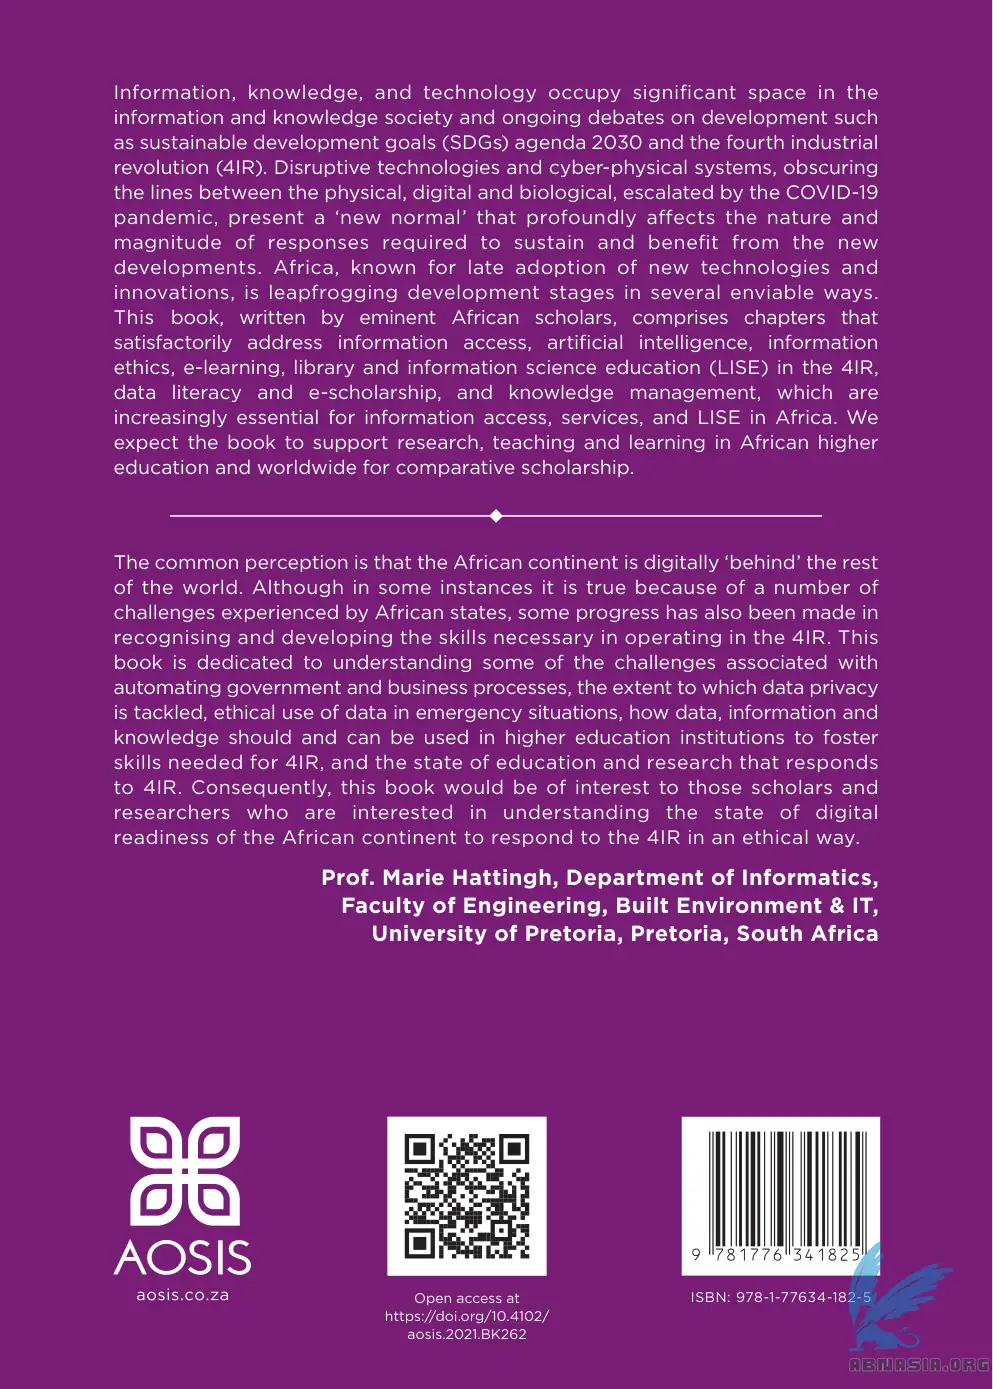 Information, knowledge, and technology occupy significant space in the
information and knowledge society and ongoing debates on development such
as sustainable development goals (SDGs) agenda 2030 and the fourth industrial
revolution (4IR). Disruptive technologies and cyber-physical systems, obscuring
the lines between the physical, digital and biological, escalated by the COVID-19
pandemic, present a ‘new normal’ that profoundly affects the nature and
magnitude of responses required to sustain and benefit from the new
developments. Africa, known for late adoption of new technologies and
innovations, is leapfrogging development stages in several enviable ways.
This book, written by eminent African scholars, comprises chapters that
satisfactorily address information access, artificial intelligence, information
ethics, e-learning, library and information science education (LISE) in the 4IR,
data literacy and e-scholarship, and knowledge management, which are
increasingly essential for information access, services, and LISE in Africa. We
expect the book to support research, teaching and learning in African higher
education and worldwide for comparative scholarship.
The common perception is that the African continent is digitally ‘behind’ the rest
of the world. Although in some instances it is true because of a number of
challenges experienced by African states, some progress has also been made in
recognising and developing the skills necessary in operating in the 4IR. This
book is dedicated to understanding some of the challenges associated with
automating government and business processes, the extent to which data privacy
is tackled, ethical use of data in emergency situations, how data, information and
knowledge should and can be used in higher education institutions to foster
skills needed for 4IR, and the state of education and research that responds
to 4IR. Consequently, this book would be of interest to those scholars and
researchers who are interested in understanding the state of digital
readiness of the African continent to respond to the 4IR in an ethical way.
Prof. Marie Hattingh, Department of Informatics,
Faculty of Engineering, Built Environment & IT,
University of Pretoria, Pretoria, South Africa
AOSIS
aosis.co.za
Open access at
https://doi.org/10.4102/
aosis.2021.BK262
9 781776 341825
ISBN: 978-1-77634-182-5
ABNASIA.ORG